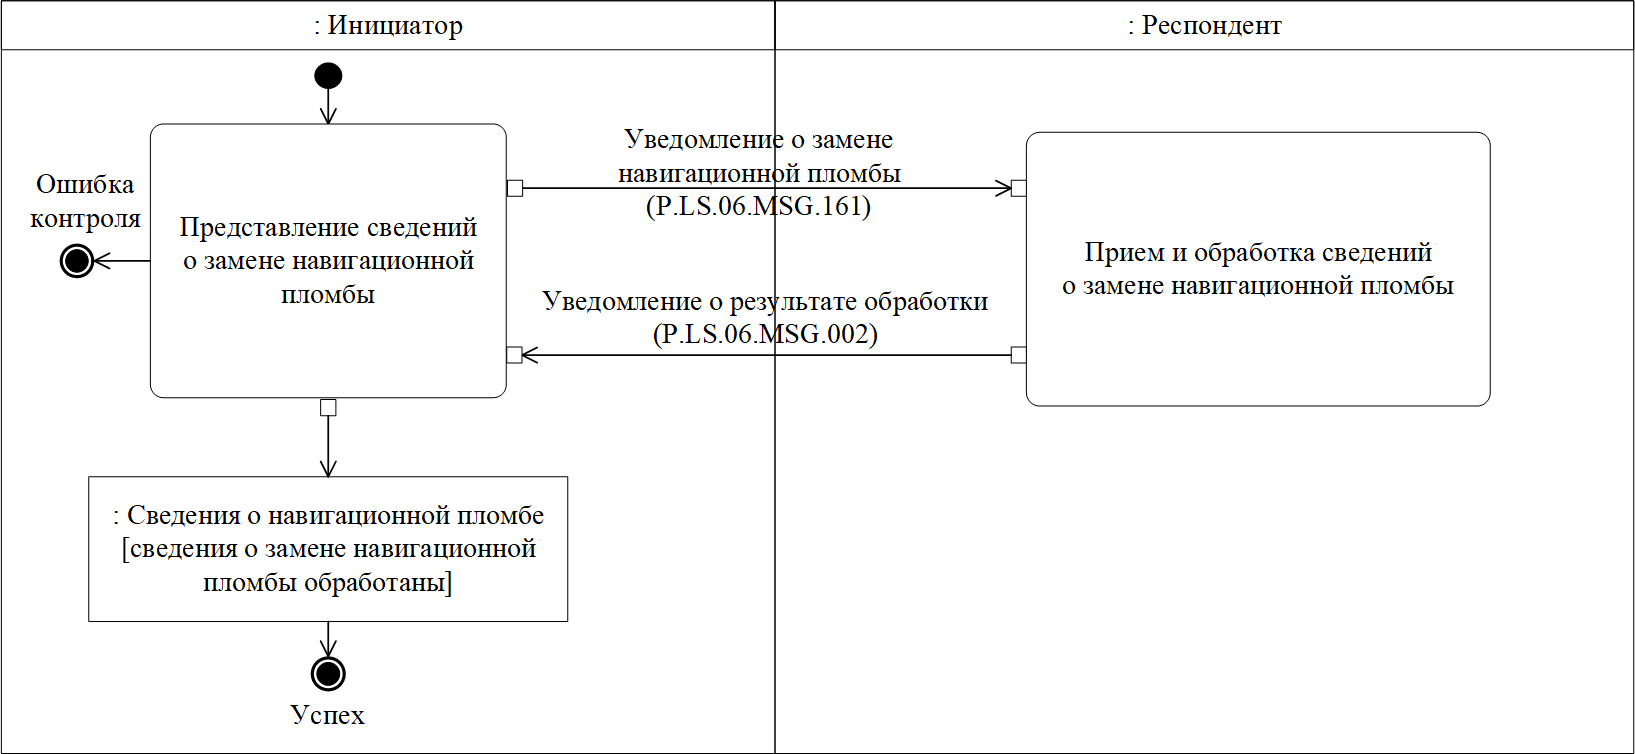 : Инициатор
: Респондент
Уведомление о замене
навигационной пломбы
(P.LS.06.MSG.161)
Ошибка
контроля
Представление сведений
о замене навигационной
пломбы
Прием и обработка сведений
о замене навигационной пломбы
Уведомление о результате обработки
(P.LS.06.MSG.002)
: Сведения о навигационной пломбе
[сведения о замене навигационной
пломбы обработаны]
Успех